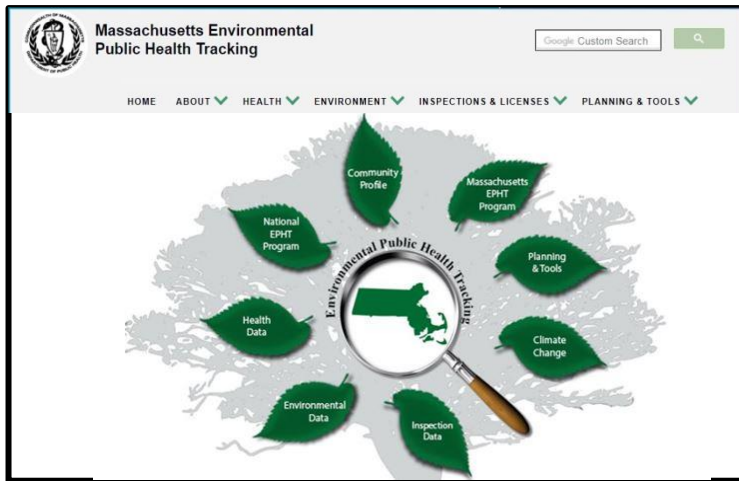 Massachusetts Environmental
Public Health Tracking
Google Custom Search
HOME ABOUT HEALTH ENVIRONMENT INSPECTIONS & LICENSES PLANNING & TOOLS
Community
Profile
Massachusetts
EPHT
Program
National
EPHT
Program
Environmental Public Health Tracking
Planning
& Tools
Health
Data
Climate
Change
Environmental
Data
Inspection
Data